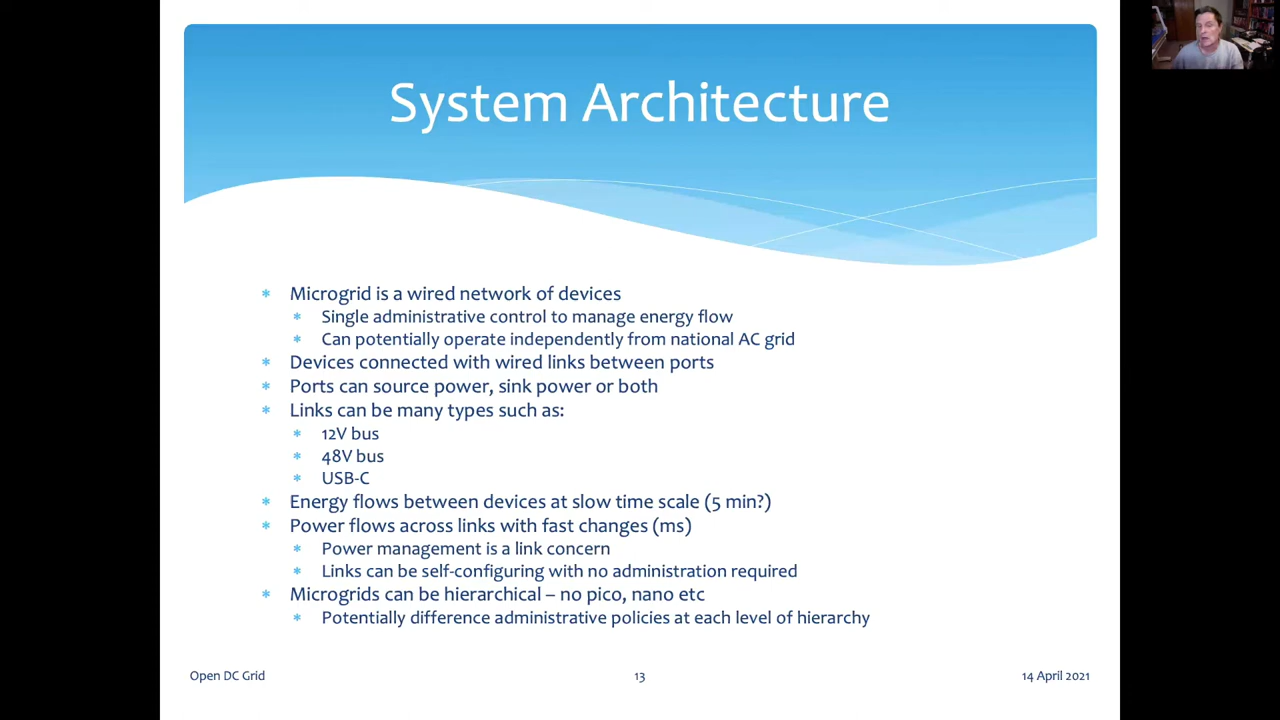 System Architecture
* Microgrid is a wired network of devices
* Single administrative control to manage energy flow
* Can potentially operate independently from national AC grid
* Devices connected with wired links between ports
* Ports can source power, sink power or both
* Links can be many types such as:
* 12V bus
* 48V bus
* USB-C
* Energy flows between devices at slow time scale (5 min?)
* Power flows across links with fast changes (ms)
* Power management is a link concern
* Links can be self-configuring with no administration required
* Microgrids can be hierarchical – no pico, nano etc
* Potentially difference administrative policies at each level of hierarchy
Open DC Grid
13
14 April 2021